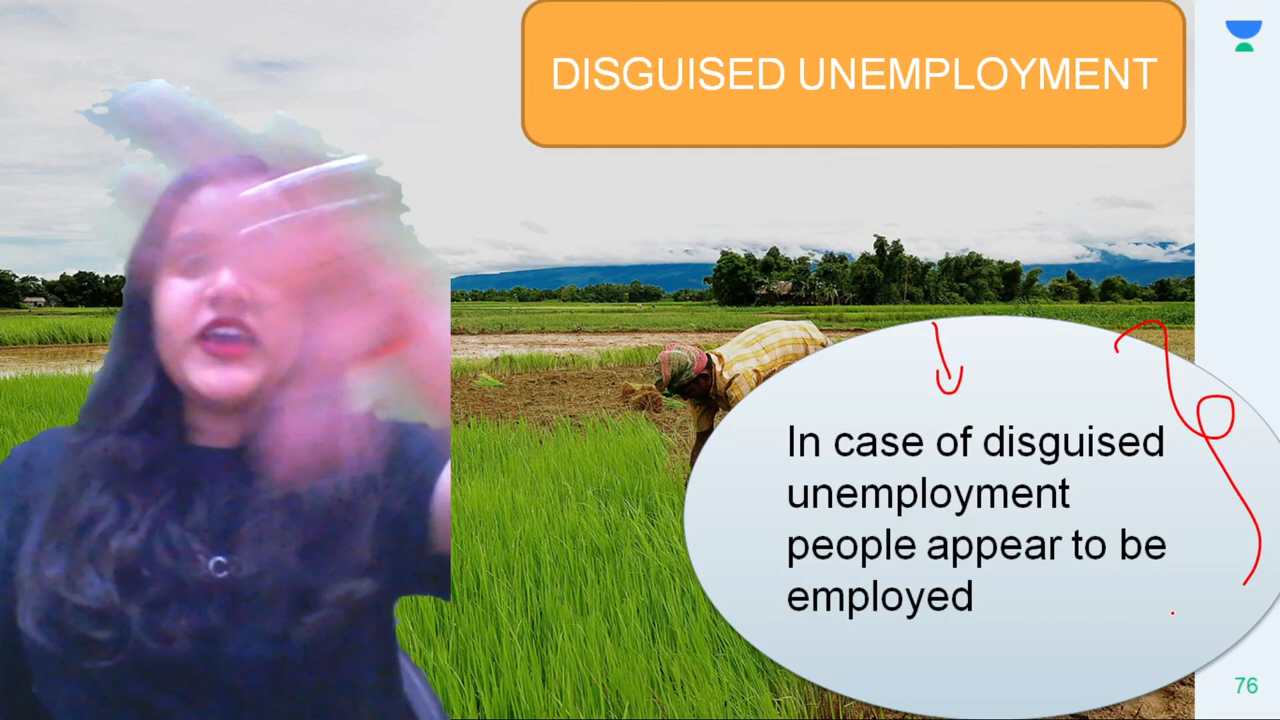 DISGUISED UNEMPLOYMENT
In case of disguised
unemployment
people appear to be
employed
C
76